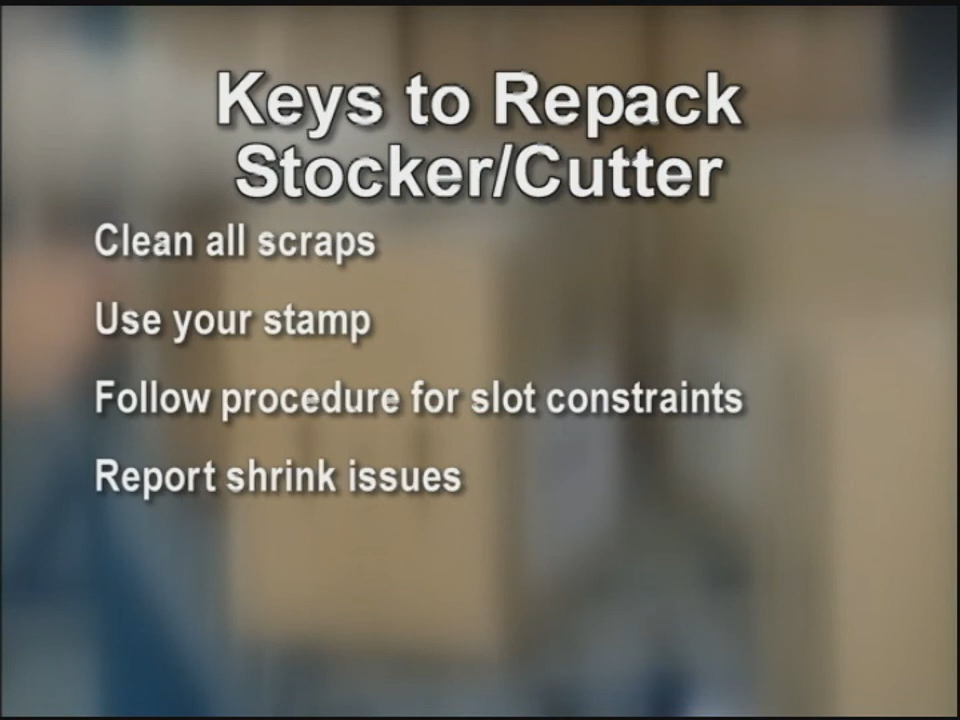 Keys to Repack
Stocker/Cutter
Clean all scraps
Use your stamp
Follow procedure for slot constraints
Report shrink issues